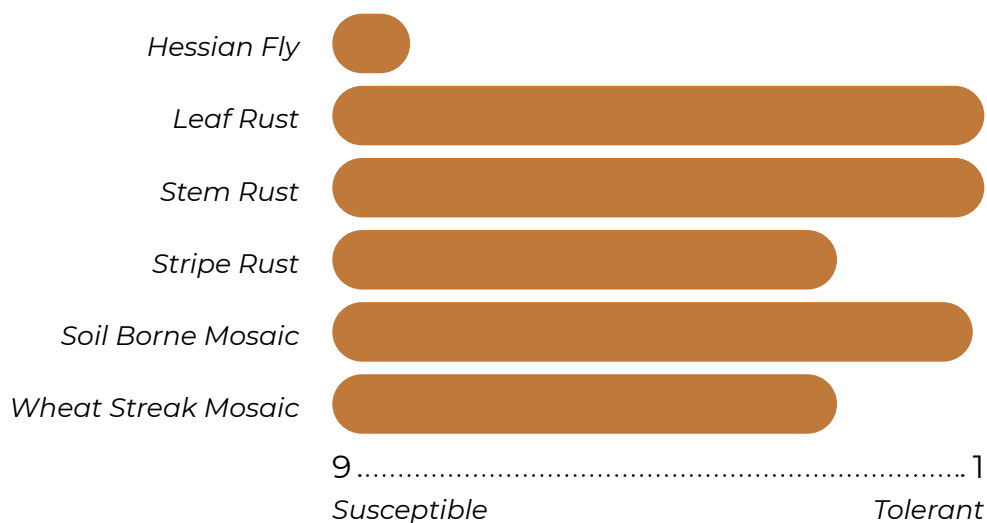 Hessian Fly
Leaf Rust
Stem Rust
Stripe Rust
Soil Borne Mosaic
Wheat Streak Mosaic
9 1
Susceptible Tolerant